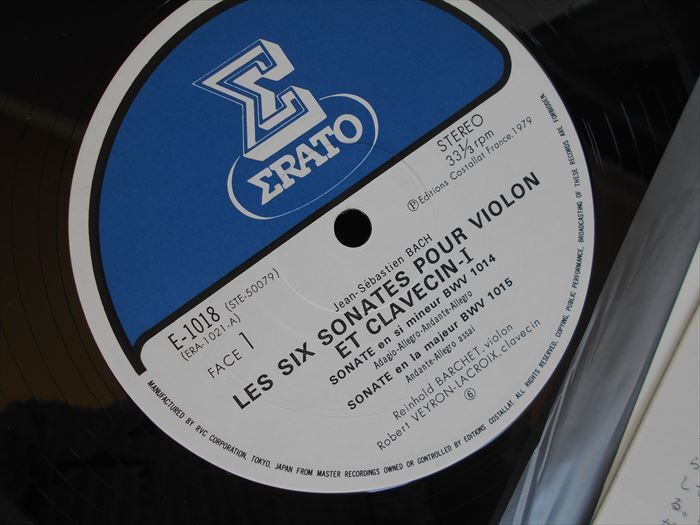 ΣRATO
STEREO
33⅓ rpm
Ⓟ Editions Costallat France, 1979
E-1018 (STE-50079)
(ERA-1021-A)
FACE 1
Jean-Sébastien BACH
LES SIX SONATES POUR VIOLON
ET CLAVECIN-I
SONATE en si mineur BWV 1014
Adagio-Allegro-Andante-Allegro
SONATE en la majeur BWV 1015
Andante-Allegro assai
Reinhold BARCHET, violon
Robert VEYRON-LACROIX, clavecin
⑥
MANUFACTURED BY RVC CORPORATION, TOKYO, JAPAN FROM MASTER RECORDINGS OWNED OR CONTROLLED BY EDITIONS COSTALLAT. ALL RIGHTS RESERVED. COPYING, PUBLIC PERFORMANCE, BROADCASTING OF THESE RECORDS ARE FORBIDDEN.